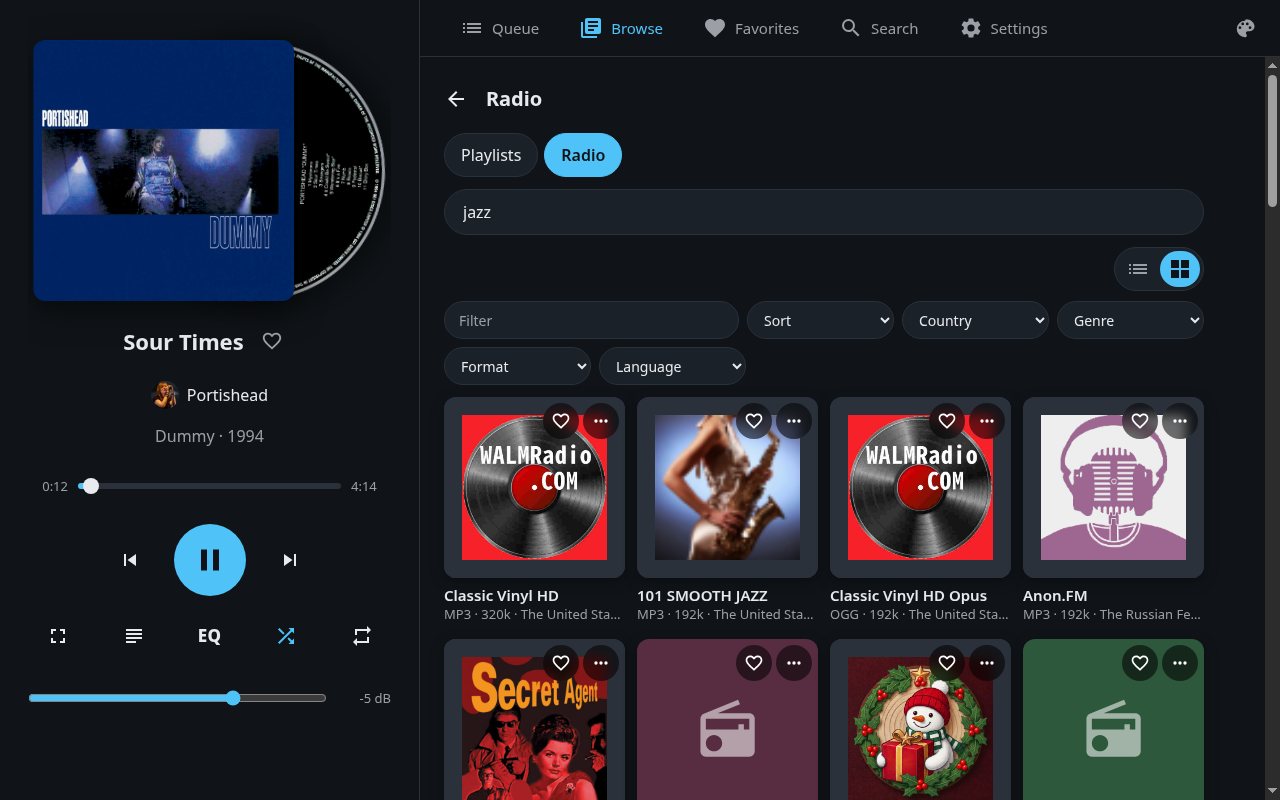 Queue
Browse
Favorites
Search
Settings
PORTISHEAD
DUMMY
Sour Times
Portishead
Dummy · 1994
0:12
4:14
EQ
-5 dB
Radio
Playlists
Radio
jazz
Filter
Sort
Country
Genre
Format
Language
WALMRadio
.COM
WALMRadio
.COM
Classic Vinyl HD
MP3 · 320k · The United Sta...
101 SMOOTH JAZZ
MP3 · 192k · The United Sta...
Classic Vinyl HD Opus
OGG · 192k · The United Sta...
Anon.FM
MP3 · 192k · The Russian Fe...
Secret Agent